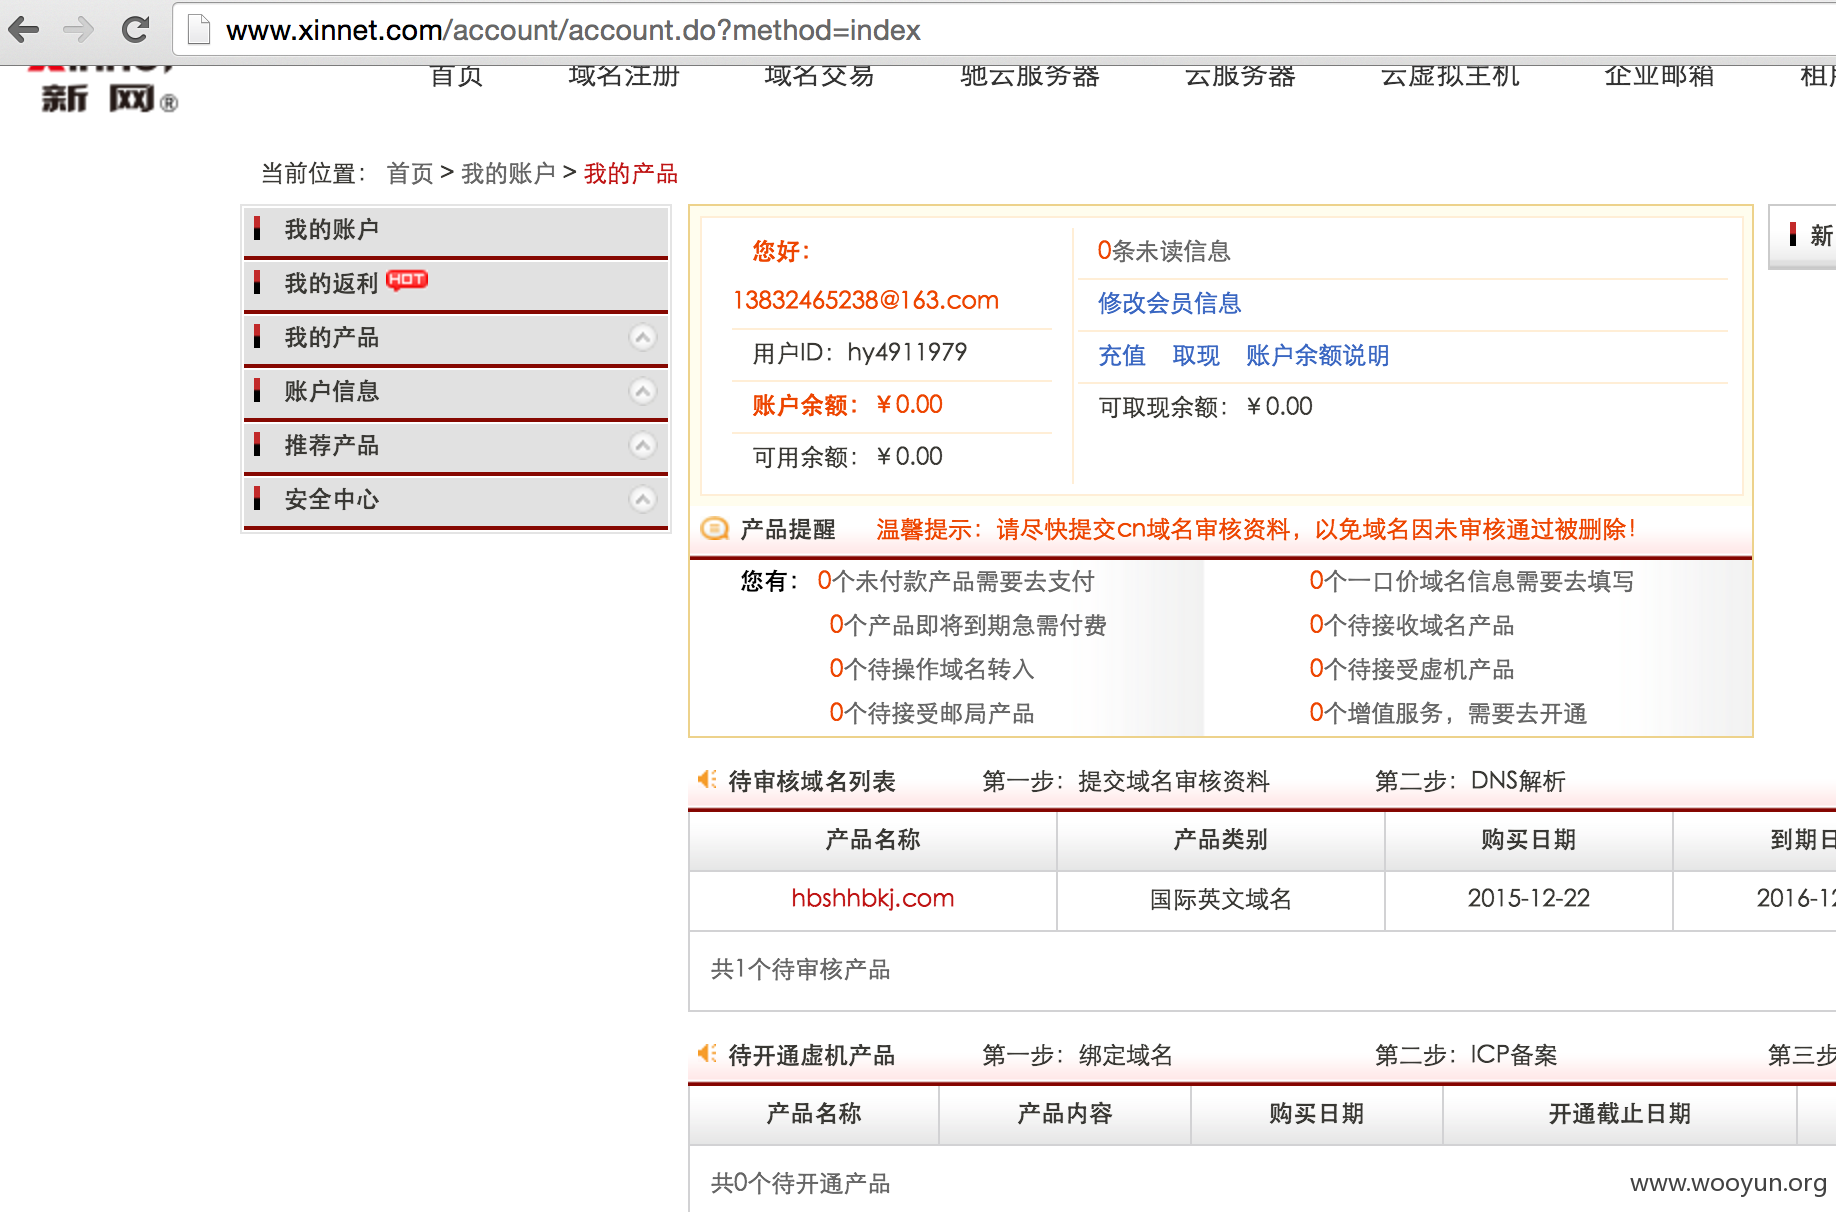 www.xinnet.com/account/account.do?method=index
新 网®
首页 域名注册 域名交易 驰云服务器 云服务器 云虚拟主机 企业邮箱
当前位置： 首页 > 我的账户 > 我的产品
我的账户
我的返利 HOT
我的产品
账户信息
推荐产品
安全中心
您好：
13832465238@163.com
用户ID：hy4911979
账户余额：￥0.00
可用余额：￥0.00
0条未读信息
修改会员信息
充值 取现 账户余额说明
可取现余额：￥0.00
新
产品提醒 温馨提示：请尽快提交cn域名审核资料，以免域名因未审核通过被删除！
您有： 0个未付款产品需要去支付 0个一口价域名信息需要去填写
0个产品即将到期急需付费 0个待接收域名产品
0个待操作域名转入 0个待接受虚机产品
0个待接受邮局产品 0个增值服务，需要去开通
待审核域名列表 第一步：提交域名审核资料 第二步：DNS解析
产品名称 产品类别 购买日期 到期日
hbshhbkj.com 国际英文域名 2015-12-22 2016-12
共1个待审核产品
待开通虚机产品 第一步：绑定域名 第二步：ICP备案 第三步
产品名称 产品内容 购买日期 开通截止日期
共0个待开通产品
www.wooyun.org